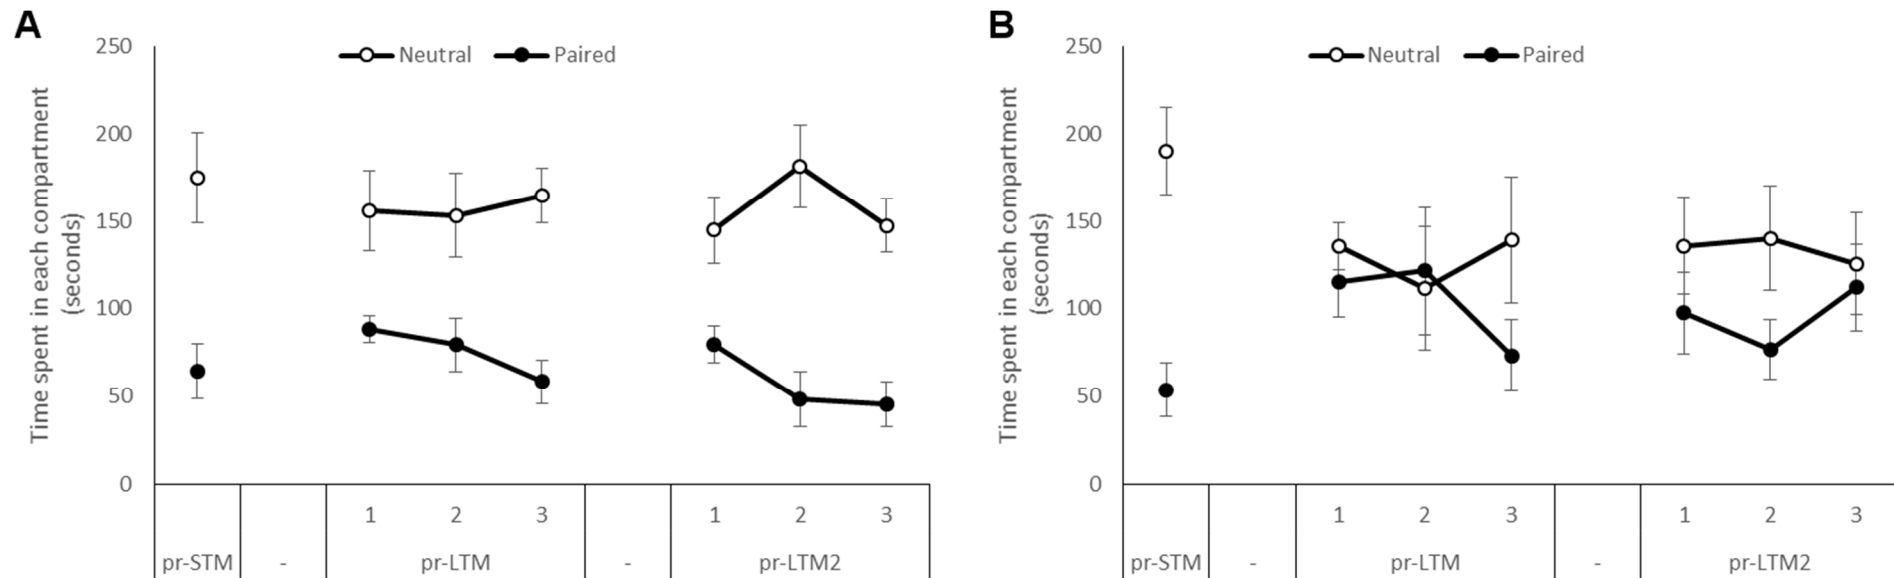 A
Time spent in each compartment
(seconds)
250
200
150
100
50
0
Neutral Paired
1 2 3 1 2 3
pr-STM - pr-LTM - pr-LTM2
B
Time spent in each compartment
(seconds)
250
200
150
100
50
0
Neutral Paired
1 2 3 1 2 3
pr-STM - pr-LTM - pr-LTM2